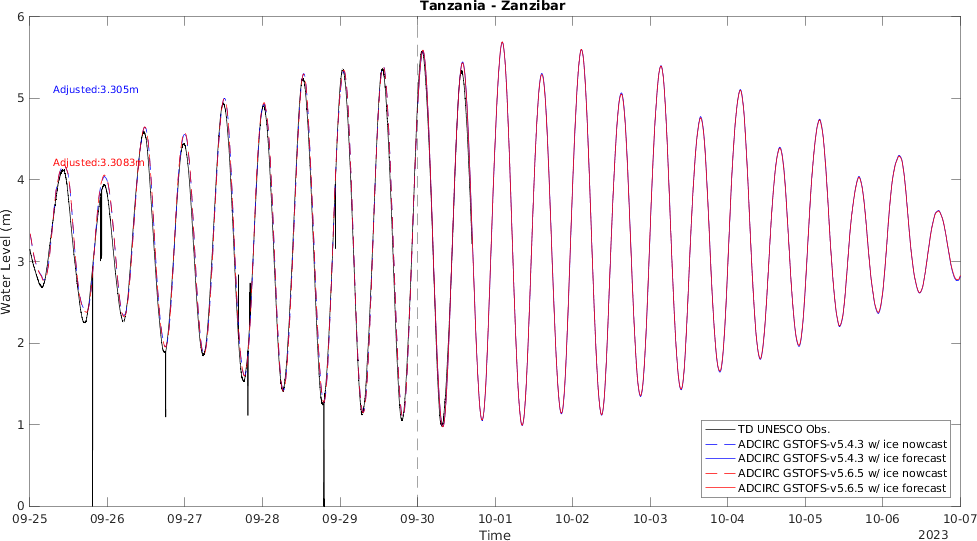 Tanzania - Zanzibar
6
5
4
3
2
1
0
Water Level (m)
Adjusted:3.305m
Adjusted:3.3083m
TD UNESCO Obs.
ADCIRC GSTOFS-v5.4.3 w/ ice nowcast
ADCIRC GSTOFS-v5.4.3 w/ ice forecast
ADCIRC GSTOFS-v5.6.5 w/ ice nowcast
ADCIRC GSTOFS-v5.6.5 w/ ice forecast
09-25 09-26 09-27 09-28 09-29 09-30 10-01 10-02 10-03 10-04 10-05 10-06 10-07
Time
2023